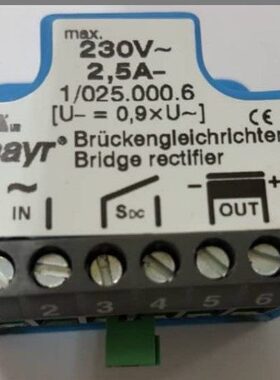 max.
230V~
2,5A-
1/025.000.6
[U- = 0,9×U~]
mayr® Brückengleichrichter
Bridge rectifier
CE
~ - +
IN SDC OUT
2 3 4 5 6